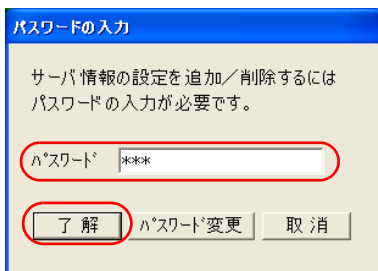 パスワードの入力
サーバ情報の設定を追加／削除するには
パスワードの入力が必要です。
ﾊﾟｽﾜｰﾄﾞ ***
了解 ﾊﾟｽﾜｰﾄﾞ変更 取消